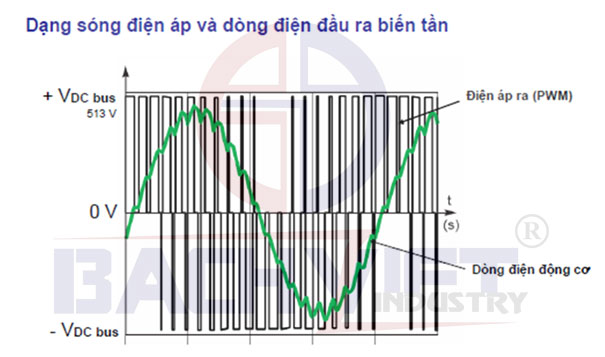 Dạng sóng điện áp và dòng điện đầu ra biến tần
+ VDC bus
513 V
Điện áp ra (PWM)
0 V
t
(s)
®
Dòng điện động cơ
BACHVIET
INDUSTRY
- VDC bus